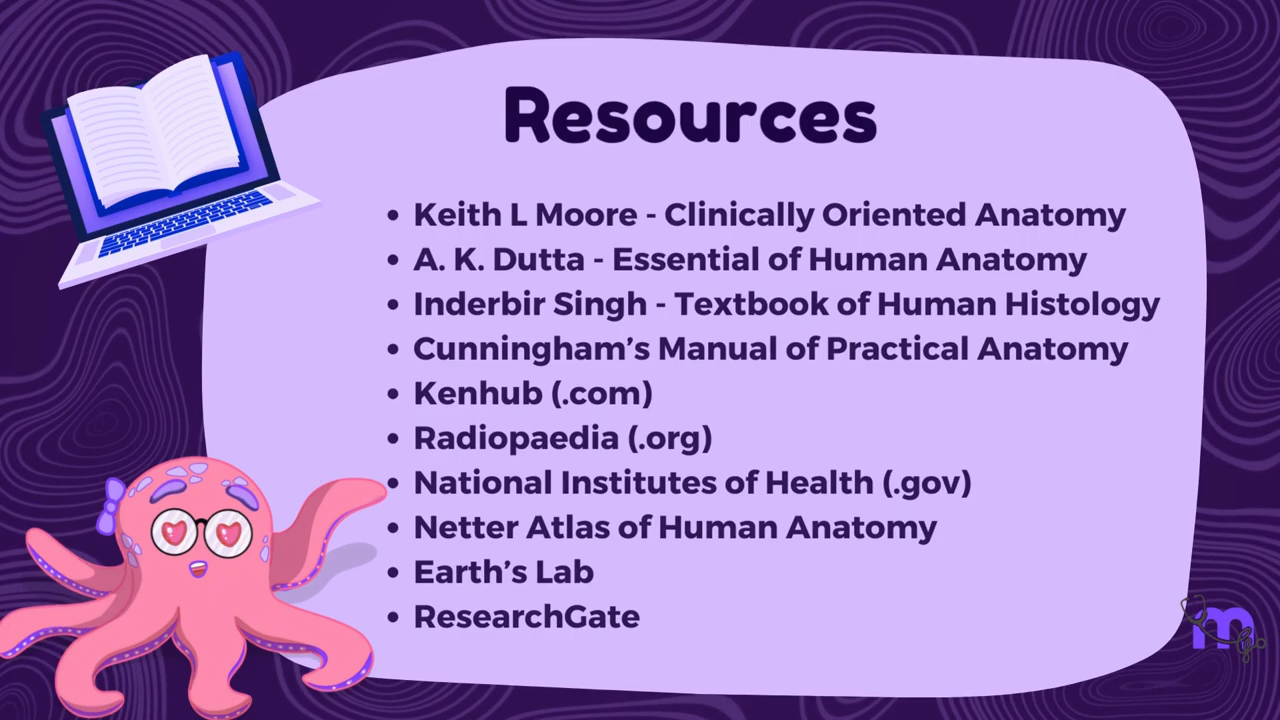 Resources
• Keith L Moore - Clinically Oriented Anatomy
• A. K. Dutta - Essential of Human Anatomy
• Inderbir Singh - Textbook of Human Histology
• Cunningham’s Manual of Practical Anatomy
• Kenhub (.com)
• Radiopaedia (.org)
• National Institutes of Health (.gov)
• Netter Atlas of Human Anatomy
• Earth’s Lab
• ResearchGate
m go